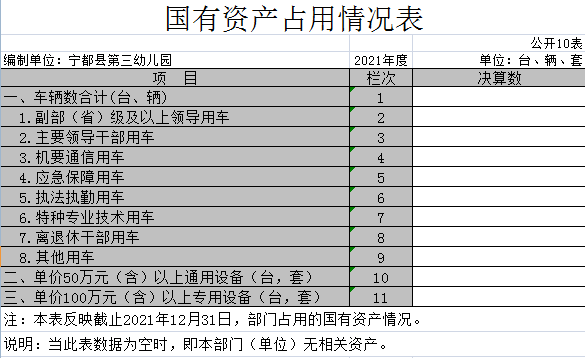 国有资产占用情况表
公开10表
编制单位：宁都县第三幼儿园 2021年度 单位：台、辆、套
项 目 栏次 决算数
一、车辆数合计(台、辆) 1
1.副部（省）级及以上领导用车 2
2.主要领导干部用车 3
3.机要通信用车 4
4.应急保障用车 5
5.执法执勤用车 6
6.特种专业技术用车 7
7.离退休干部用车 8
8.其他用车 9
二、单价50万元（含）以上通用设备（台，套） 10
三、单价100万元（含）以上专用设备（台，套） 11
注：本表反映截止2021年12月31日，部门占用的国有资产情况。
说明：当此表数据为空时，即本部门（单位）无相关资产。